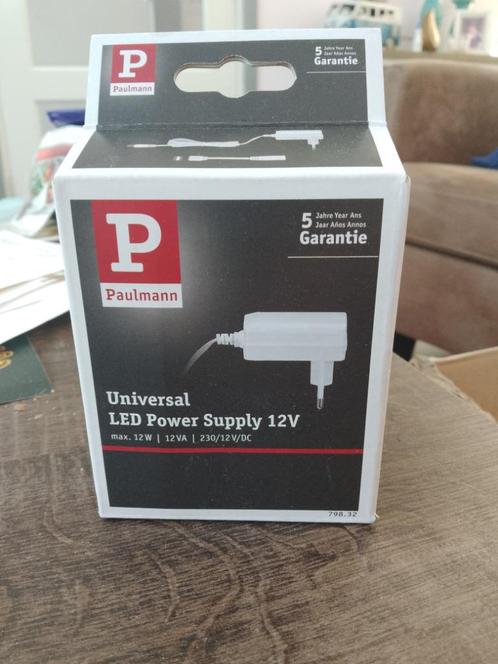 P
Paulmann
5 Jahre Year Ans
Jaar Años Annos
Garantie
P
Paulmann
5 Jahre Year Ans
Jaar Años Annos
Garantie
Universal
LED Power Supply 12V
max. 12W | 12VA | 230/12V/DC
798.32